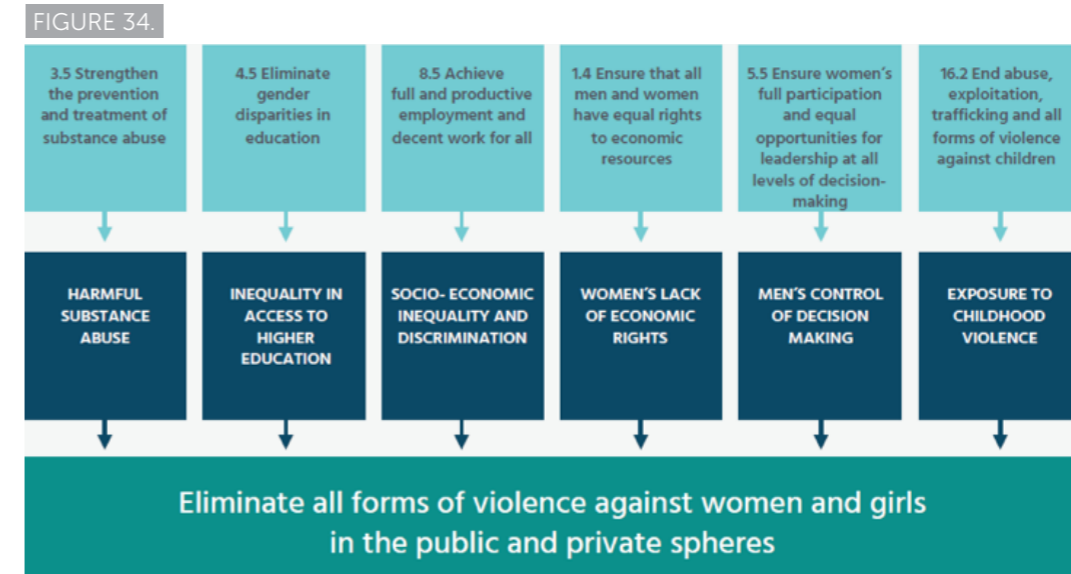 FIGURE 34.
3.5 Strengthen
the prevention
and treatment of
substance abuse
4.5 Eliminate
gender
disparities in
education
8.5 Achieve
full and productive
employment and
decent work for all
1.4 Ensure that all
men and women
have equal rights
to economic
resources
5.5 Ensure women's
full participation
and equal
opportunities for
leadership at all
levels of decision-
making
16.2 End abuse,
exploitation,
trafficking and all
forms of violence
against children
HARMFUL
SUBSTANCE
ABUSE
INEQUALITY IN
ACCESS TO
HIGHER
EDUCATION
SOCIO- ECONOMIC
INEQUALITY AND
DISCRIMINATION
WOMEN'S LACK
OF ECONOMIC
RIGHTS
MEN'S CONTROL
OF DECISION
MAKING
EXPOSURE TO
CHILDHOOD
VIOLENCE
Eliminate all forms of violence against women and girls
in the public and private spheres